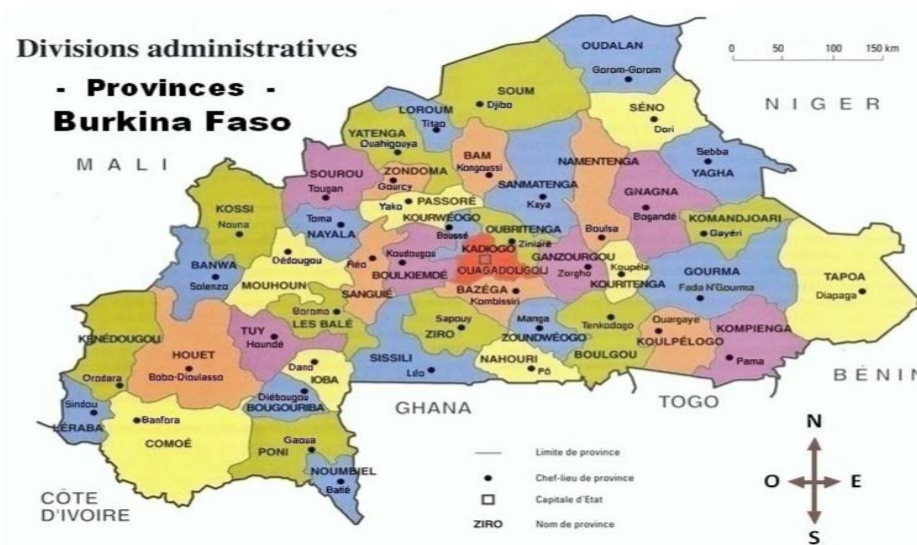 Divisions administratives
- Provinces -
Burkina Faso
0 50 100 150 km
MALI
NIGER
BÉNIN
TOGO
GHANA
CÔTE
D'IVOIRE
OUDALAN
Gorom-Gorom
SOUM
Djibo
SÉNO
Dori
LOROUM
Titao
YATENGA
Ouahigouya
Sebba
YAGHA
BAM
Kongoussi
NAMENTENGA
Boulsa
SOUROU
Tougan
ZONDOMA
Gourcy
SANMATENGA
Kaya
GNAGNA
Bogandé
PASSORÉ
Yako
KOSSI
Nouna
KOMANDJOARI
Gayéri
KOURWÉOGO
Boussé
Toma
NAYALA
OUBRITENGA
Ziniaré
KADIOGO
OUAGADOUGOU
Dédougou
MOUHOUN
Réo
SANGUIÉ
Koudougou
BOULKIEMDÉ
GANZOURGOU
Zorgho
Koupéla
KOURITENGA
GOURMA
Fada N'Gourma
TAPOA
Diapaga
BANWA
Solenzo
BAZÉGA
Kombissiri
Boromo
LES BALÉ
Sapouy
ZIRO
Manga
ZOUNDWÉOGO
Tenkodogo
BOULGOU
Ouargaye
KOULPÉLOGO
KOMPIENGA
Pama
KÉNÉDOUGOU
Orodara
HOUET
Bobo-Dioulasso
TUY
Houndé
SISSILI
Léo
NAHOURI
Pô
Dano
IOBA
Diébougou
BOUGOURIBA
Sindou
LÉRABA
Banfora
COMOÉ
Gaoua
PONI
NOUMBIEL
Batié
Limite de province
Chef-lieu de province
Capitale d'Etat
ZIRO Nom de province
N
O E
S